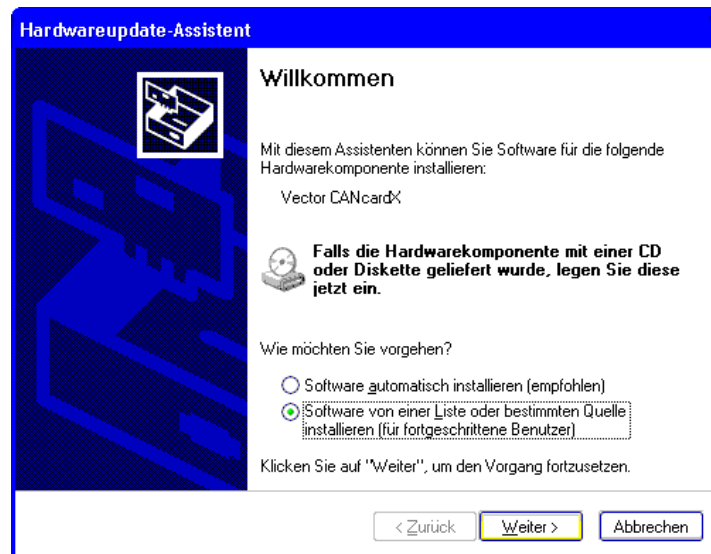 Hardwareupdate-Assistent
Willkommen
Mit diesem Assistenten können Sie Software für die folgende
Hardwarekomponente installieren:
Vector CANcardX
Falls die Hardwarekomponente mit einer CD
oder Diskette geliefert wurde, legen Sie diese
jetzt ein.
Wie möchten Sie vorgehen?
Software automatisch installieren (empfohlen)
Software von einer Liste oder bestimmten Quelle
installieren (für fortgeschrittene Benutzer)
Klicken Sie auf "Weiter", um den Vorgang fortzusetzen.
< Zurück Weiter > Abbrechen